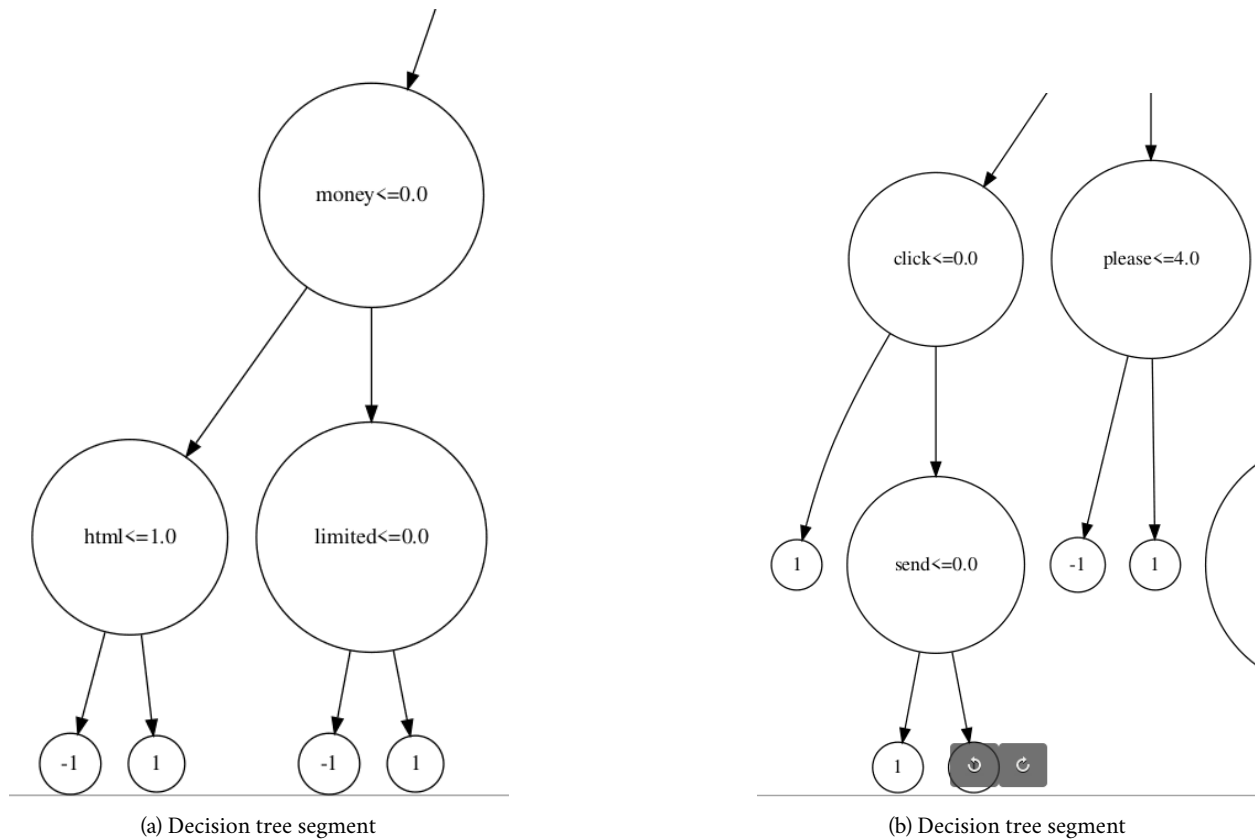 money<=0.0
html<=1.0
limited<=0.0
-1
1
-1
1
(a) Decision tree segment
click<=0.0
please<=4.0
1
send<=0.0
-1
1
1
(b) Decision tree segment